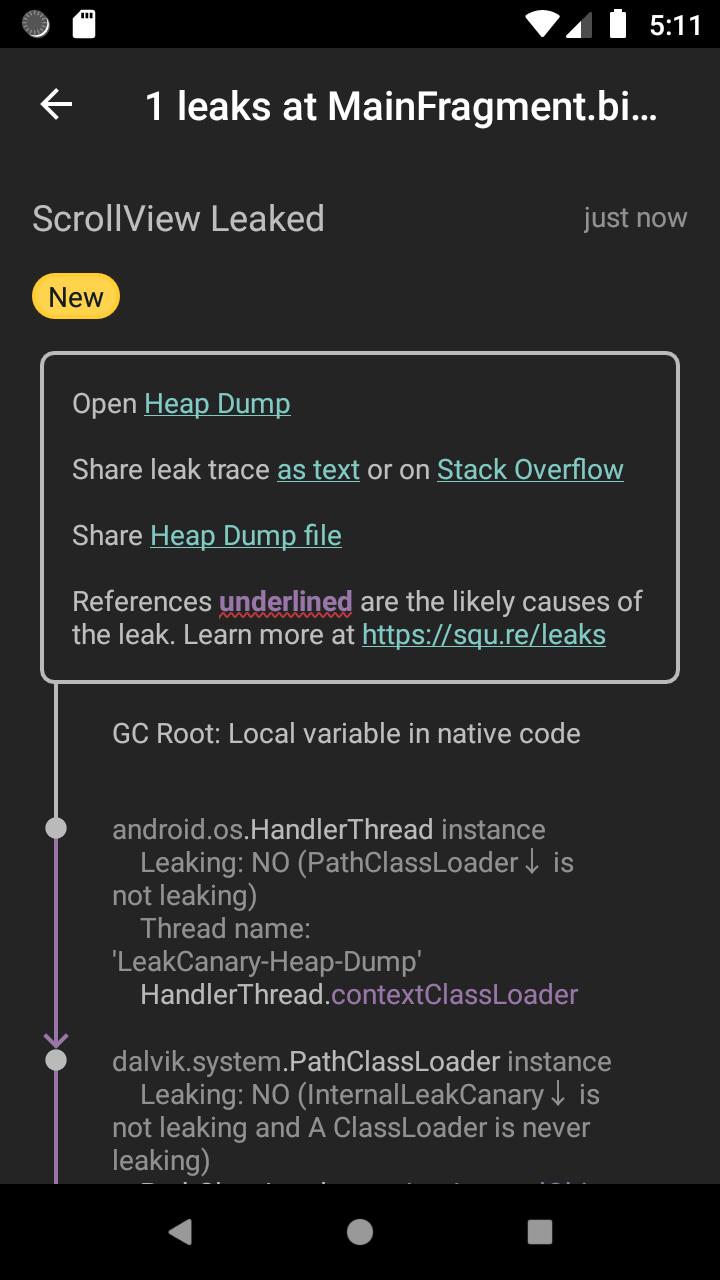 5:11
1 leaks at MainFragment.bi…
ScrollView Leaked
just now
New
Open Heap Dump
Share leak trace as text or on Stack Overflow
Share Heap Dump file
References underlined are the likely causes of
the leak. Learn more at https://squ.re/leaks
GC Root: Local variable in native code
android.os.HandlerThread instance
Leaking: NO (PathClassLoader↓ is
not leaking)
Thread name:
'LeakCanary-Heap-Dump'
HandlerThread.contextClassLoader
dalvik.system.PathClassLoader instance
Leaking: NO (InternalLeakCanary↓ is
not leaking and A ClassLoader is never
leaking)